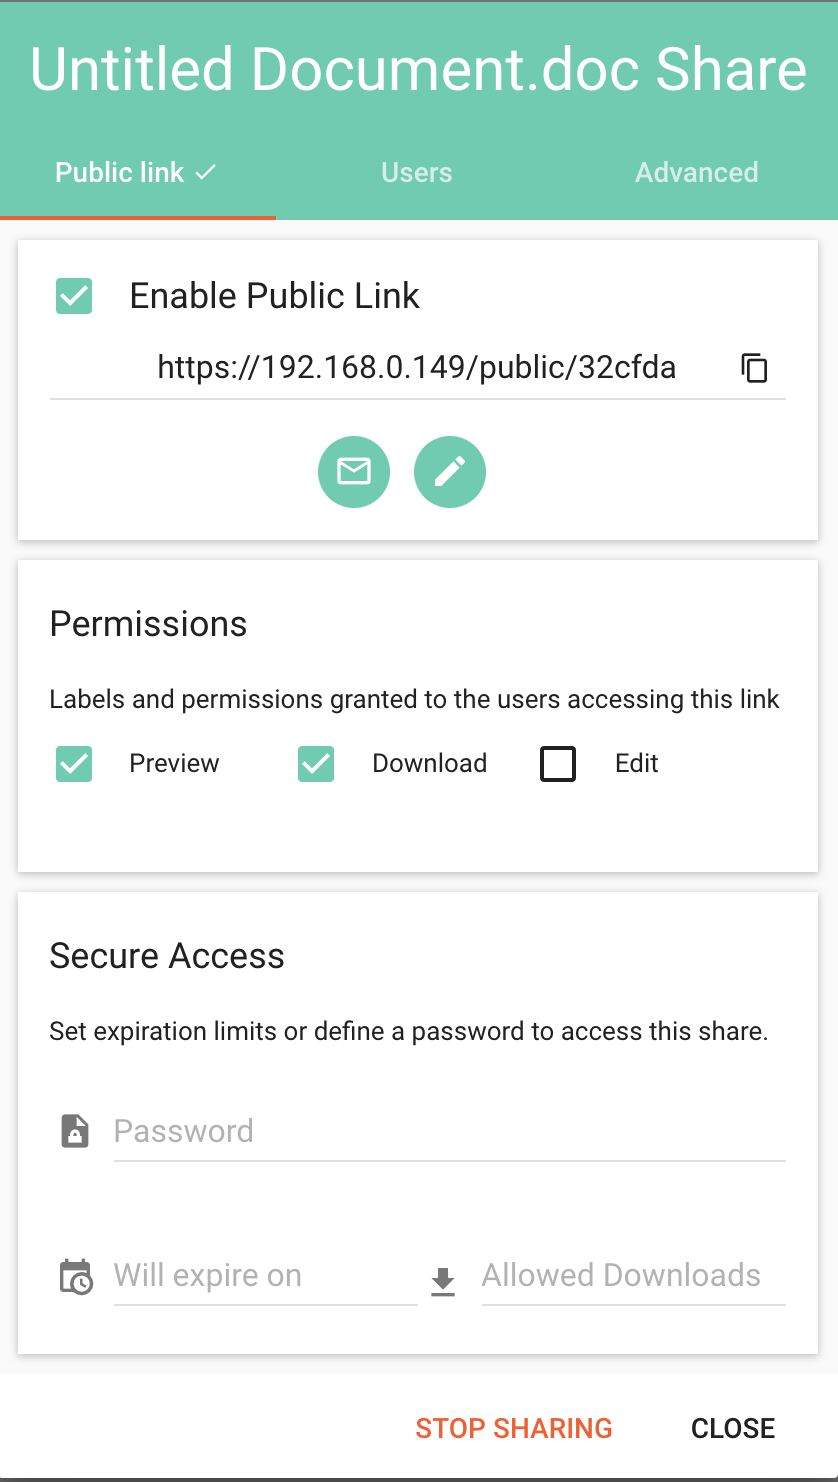 Untitled Document.doc Share
Public link Users Advanced
Enable Public Link
https://192.168.0.149/public/32cfda
Permissions
Labels and permissions granted to the users accessing this link
Preview Download Edit
Secure Access
Set expiration limits or define a password to access this share.
Password
Will expire on Allowed Downloads
STOP SHARING CLOSE